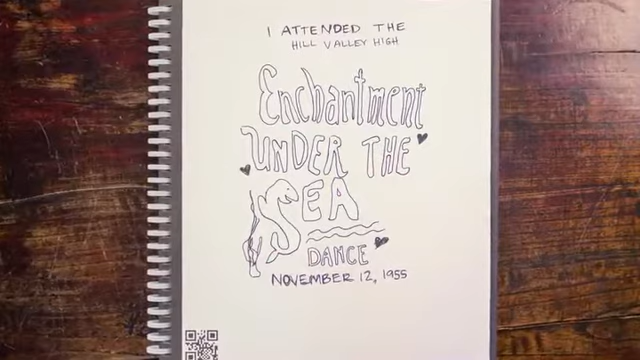 I ATTENDED THE
HILL VALLEY HIGH
Enchantment
UNDER THE
SEA
DANCE
NOVEMBER 12, 1955